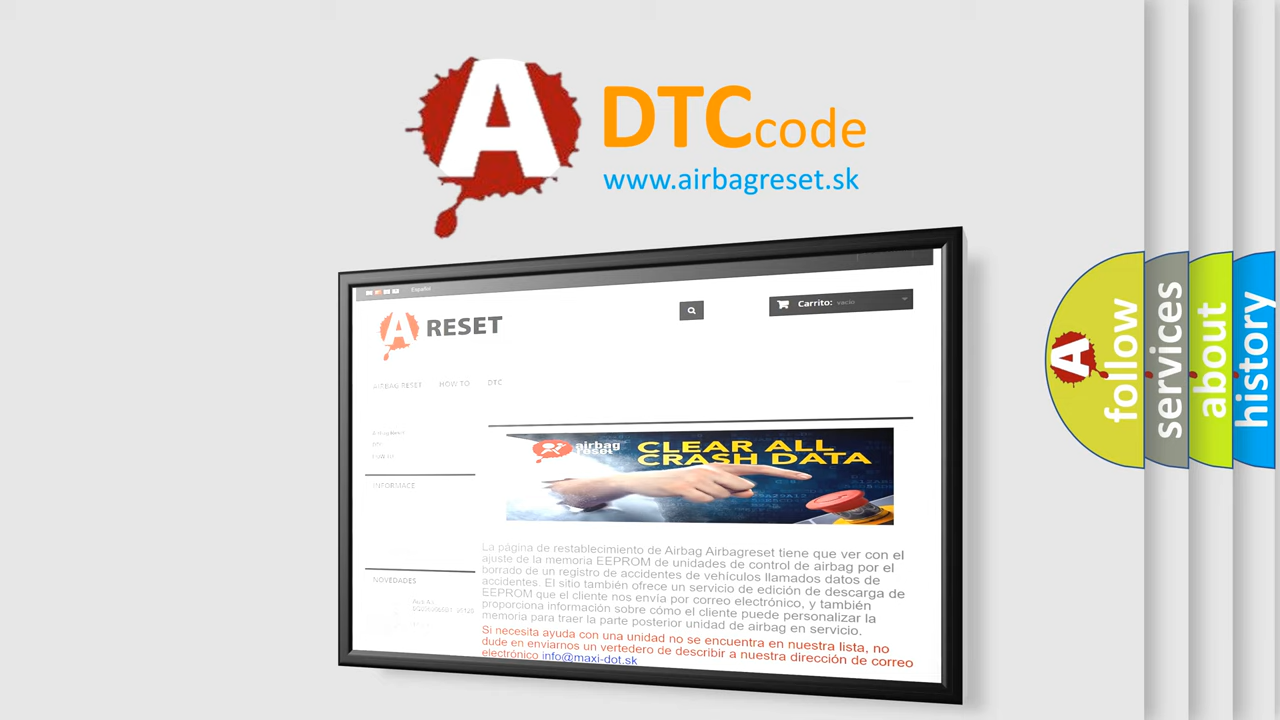 A
DTC code
www.airbagreset.sk
Español
A RESET
Carrito: vacío
AIRBAG RESET HOW TO DTC
INFORMACE
airbag
reset
CLEAR ALL
CRASH DATA
La página de restablecimiento de Airbag Airbagreset tiene que ver con el
ajuste de la memoria EEPROM de unidades de control de airbag por el
borrado de un registro de accidentes de vehículos llamados datos de
accidentes. El sitio también ofrece un servicio de edición de descarga de
EEPROM que el cliente nos envía por correo electrónico, y también
proporciona información sobre cómo el cliente puede personalizar la
memoria para traer la parte posterior unidad de airbag en servicio.
Si necesita ayuda con una unidad no se encuentra en nuestra lista, no
dude en enviarnos un vertedero de describir a nuestra dirección de correo
electrónico info@maxi-dot.sk
NOVEDADES
A
follow
services
about
history